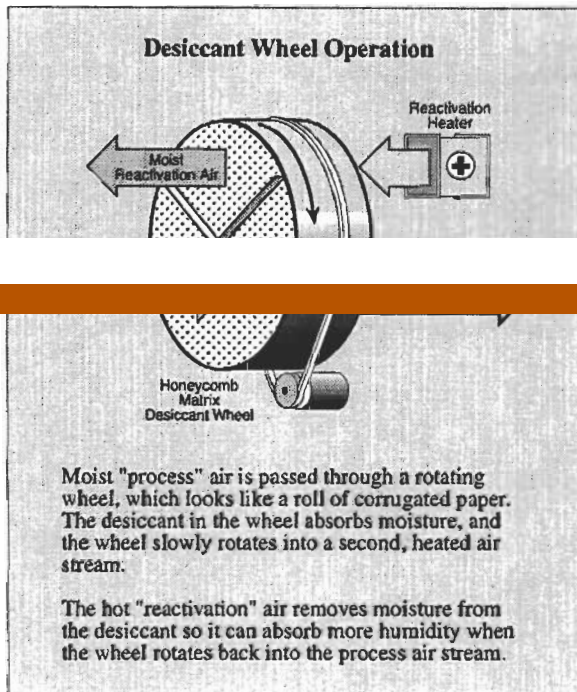 Desiccant Wheel Operation
Reactivation
Heater
Moist
Reactivation Air
Honeycomb
Matrix
Desiccant Wheel
Moist "process" air is passed through a rotating
wheel, which looks like a roll of corrugated paper.
The desiccant in the wheel absorbs moisture, and
the wheel slowly rotates into a second, heated air
stream.
The hot "reactivation" air removes moisture from
the desiccant so it can absorb more humidity when
the wheel rotates back into the process air stream.